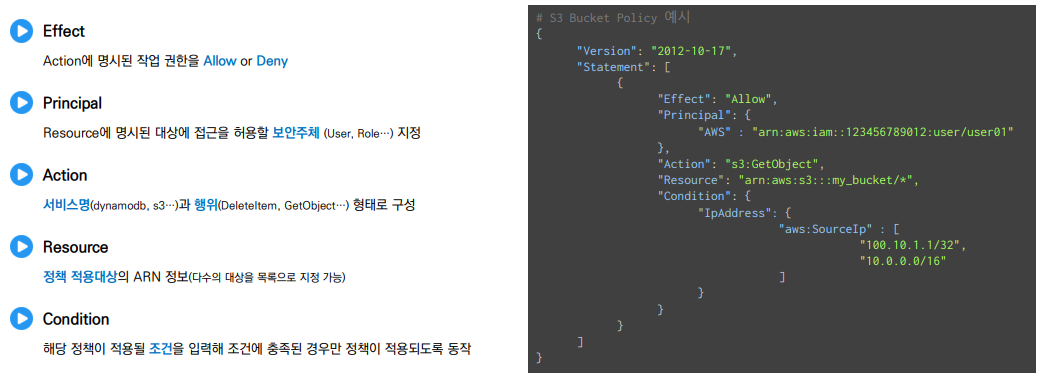 Effect
Action에 명시된 작업 권한을 Allow or Deny
Principal
Resource에 명시된 대상에 접근을 허용할 보안주체 (User, Role…) 지정
Action
서비스명(dynamodb, s3…)과 행위(DeleteItem, GetObject…) 형태로 구성
Resource
정책 적용대상의 ARN 정보(다수의 대상을 목록으로 지정 가능)
Condition
해당 정책이 적용될 조건을 입력해 조건에 충족된 경우만 정책이 적용되도록 동작
# S3 Bucket Policy 예시
{
"Version": "2012-10-17",
"Statement": [
{
"Effect": "Allow",
"Principal": {
"AWS" : "arn:aws:iam::123456789012:user/user01"
},
"Action": "s3:GetObject",
"Resource": "arn:aws:s3:::my_bucket/*",
"Condition": {
"IpAddress": {
"aws:SourceIp" : [
"100.10.1.1/32",
"10.0.0.0/16"
]
}
}
}
]
}